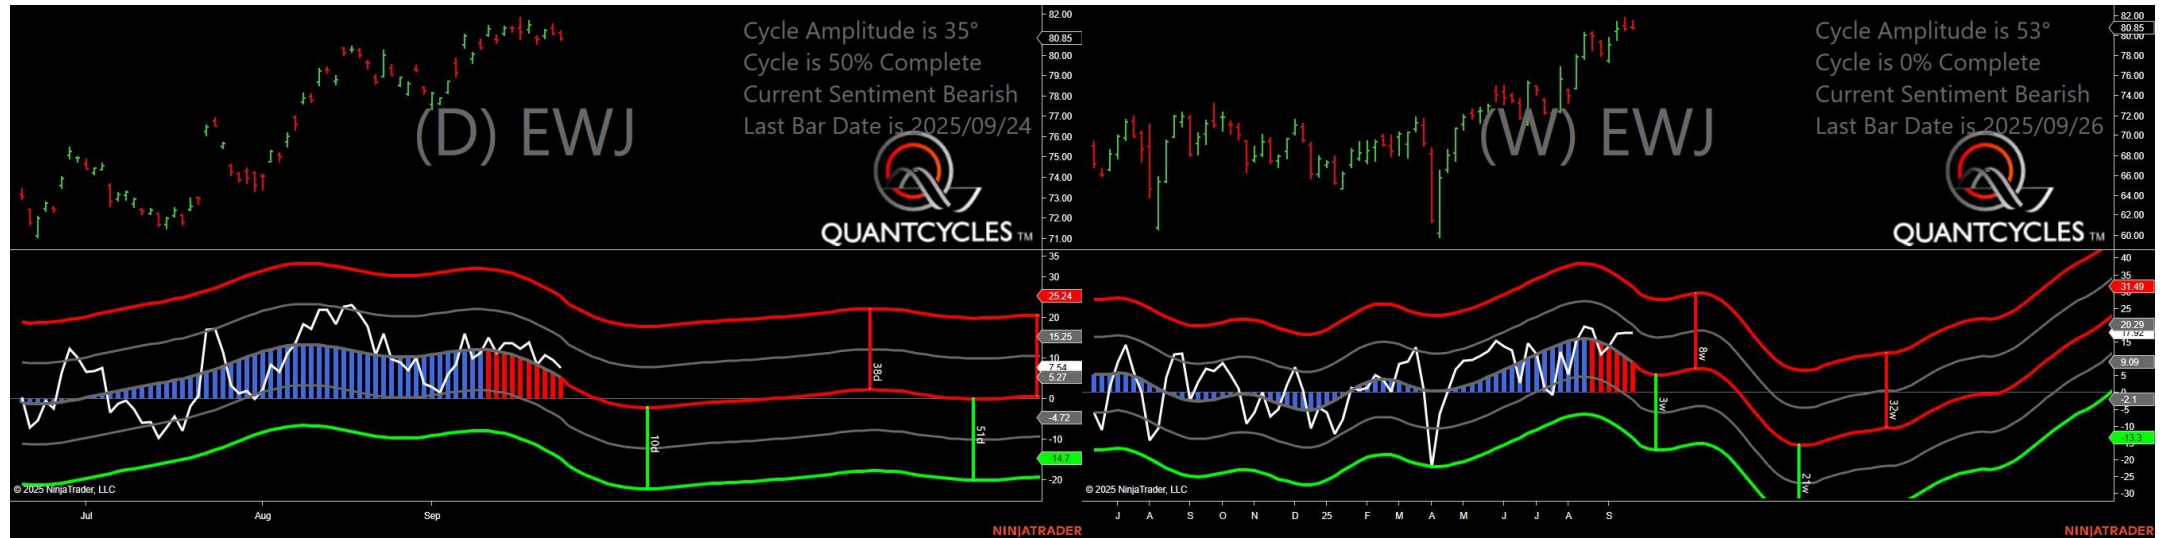 Cycle Amplitude is 35°
Cycle is 50% Complete
Current Sentiment Bearish
Last Bar Date is 2025/09/24
(D) EWJ
QUANTCYCLES TM
82.00
80.85
80.00
79.00
78.00
77.00
76.00
75.00
74.00
73.00
72.00
71.00
35
30
25.24
20
15.25
10
7.54
5.27
0
-4.72
-10
-14.7
-20
10d
38d
51d
© 2025 NinjaTrader, LLC
Jul Aug Sep
NINJATRADER
Cycle Amplitude is 53°
Cycle is 0% Complete
Current Sentiment Bearish
Last Bar Date is 2025/09/26
(W) EWJ
QUANTCYCLES TM
82.00
80.85
80.00
78.00
76.00
74.00
72.00
70.00
68.00
66.00
64.00
62.00
60.00
40
35
31.49
20.29
17.92
15
9.09
5
0
-2.1
-5
-10
-13.3
-20
-25
-30
3w
8w
21w
32w
© 2025 NinjaTrader, LLC
J A S O N D 25 F M A M J J A S
NINJATRADER